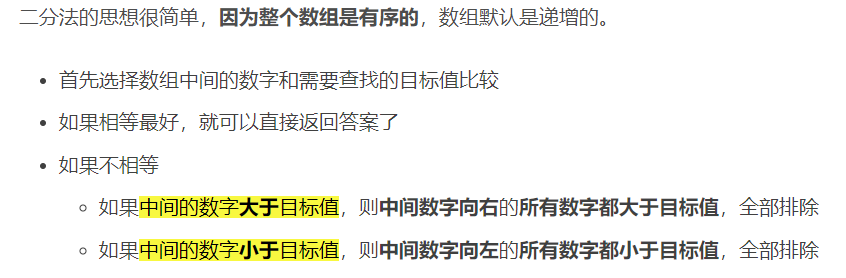 二分法的思想很简单，因为整个数组是有序的，数组默认是递增的。
首先选择数组中间的数字和需要查找的目标值比较
如果相等最好，就可以直接返回答案了
如果不相等
如果中间的数字大于目标值，则中间数字向右的所有数字都大于目标值，全部排除
如果中间的数字小于目标值，则中间数字向左的所有数字都小于目标值，全部排除